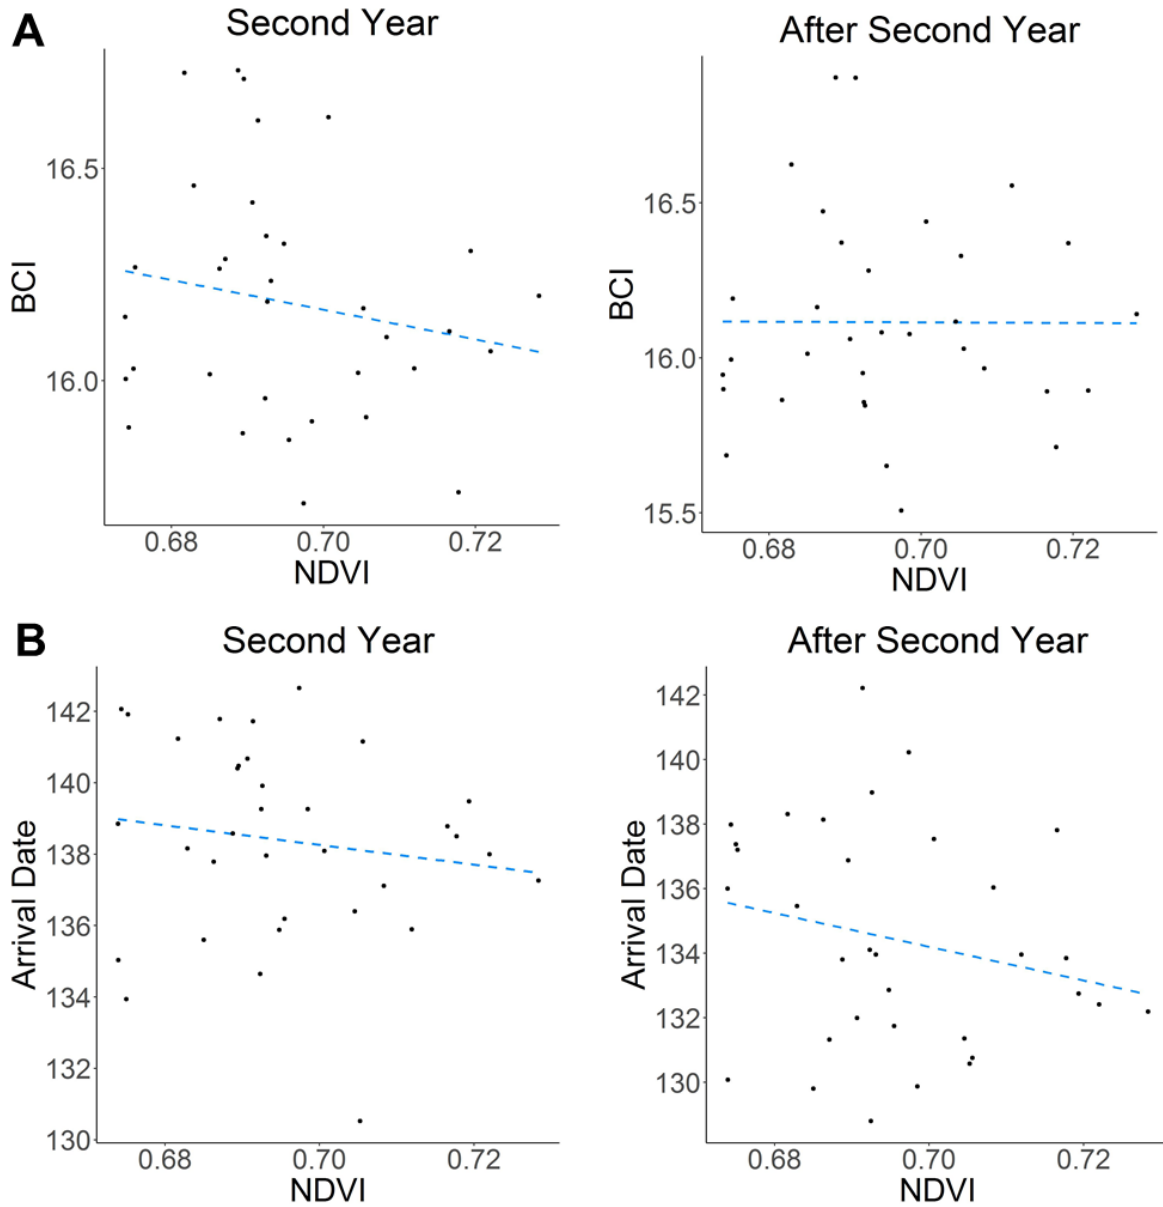 A
Second Year
After Second Year
BCI
16.5
16.0
0.68 0.70 0.72
NDVI
BCI
16.5
16.0
15.5
0.68 0.70 0.72
NDVI
B
Second Year
After Second Year
Arrival Date
142
140
138
136
134
132
130
0.68 0.70 0.72
NDVI
Arrival Date
142
140
138
136
134
132
130
0.68 0.70 0.72
NDVI